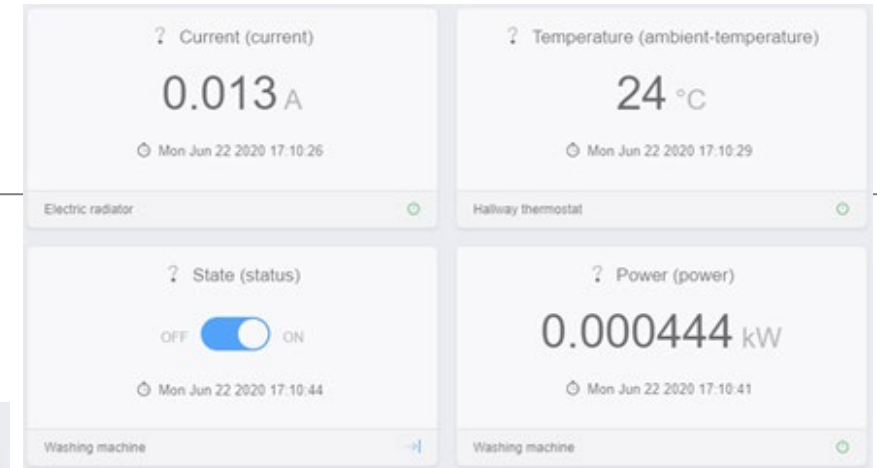 ? Current (current)
0.013 A
Mon Jun 22 2020 17:10:26
Electric radiator
? Temperature (ambient-temperature)
24 °C
Mon Jun 22 2020 17:10:29
Hallway thermostat
? State (status)
OFF ON
Mon Jun 22 2020 17:10:44
Washing machine
? Power (power)
0.000444 kW
Mon Jun 22 2020 17:10:41
Washing machine